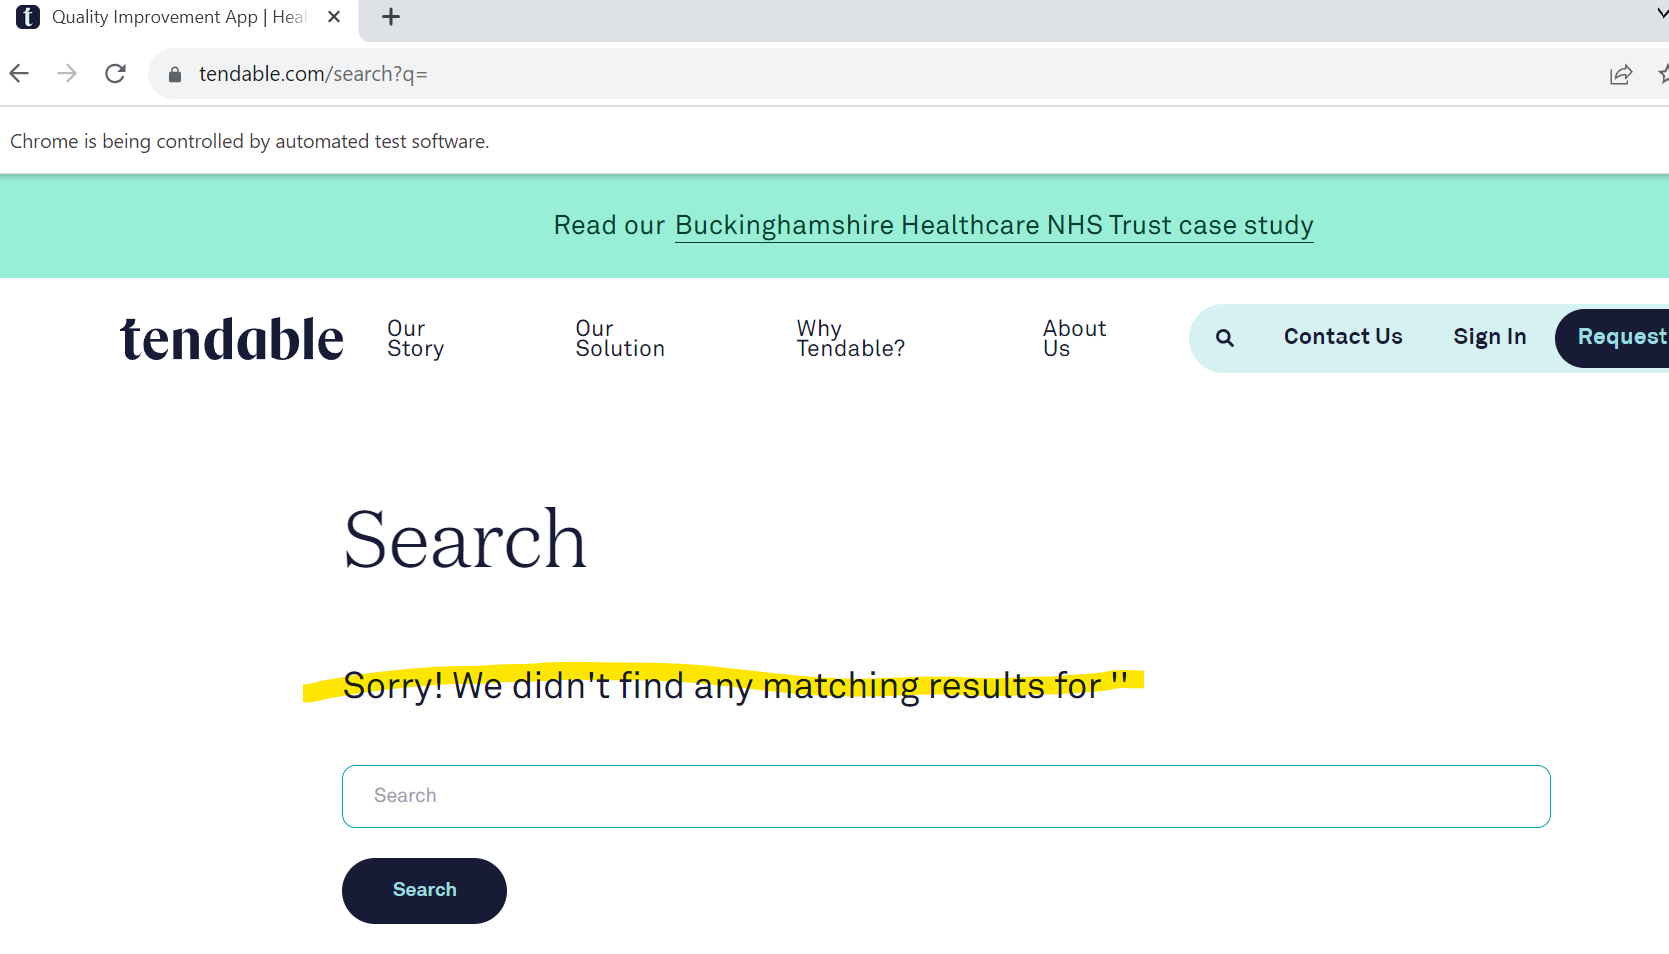 Quality Improvement App | Heal
tendable.com/search?q=
Chrome is being controlled by automated test software.
Read our Buckinghamshire Healthcare NHS Trust case study
tendable
Our
Story
Our
Solution
Why
Tendable?
About
Us
Contact Us
Sign In
Request
Search
Sorry! We didn't find any matching results for ''
Search
Search